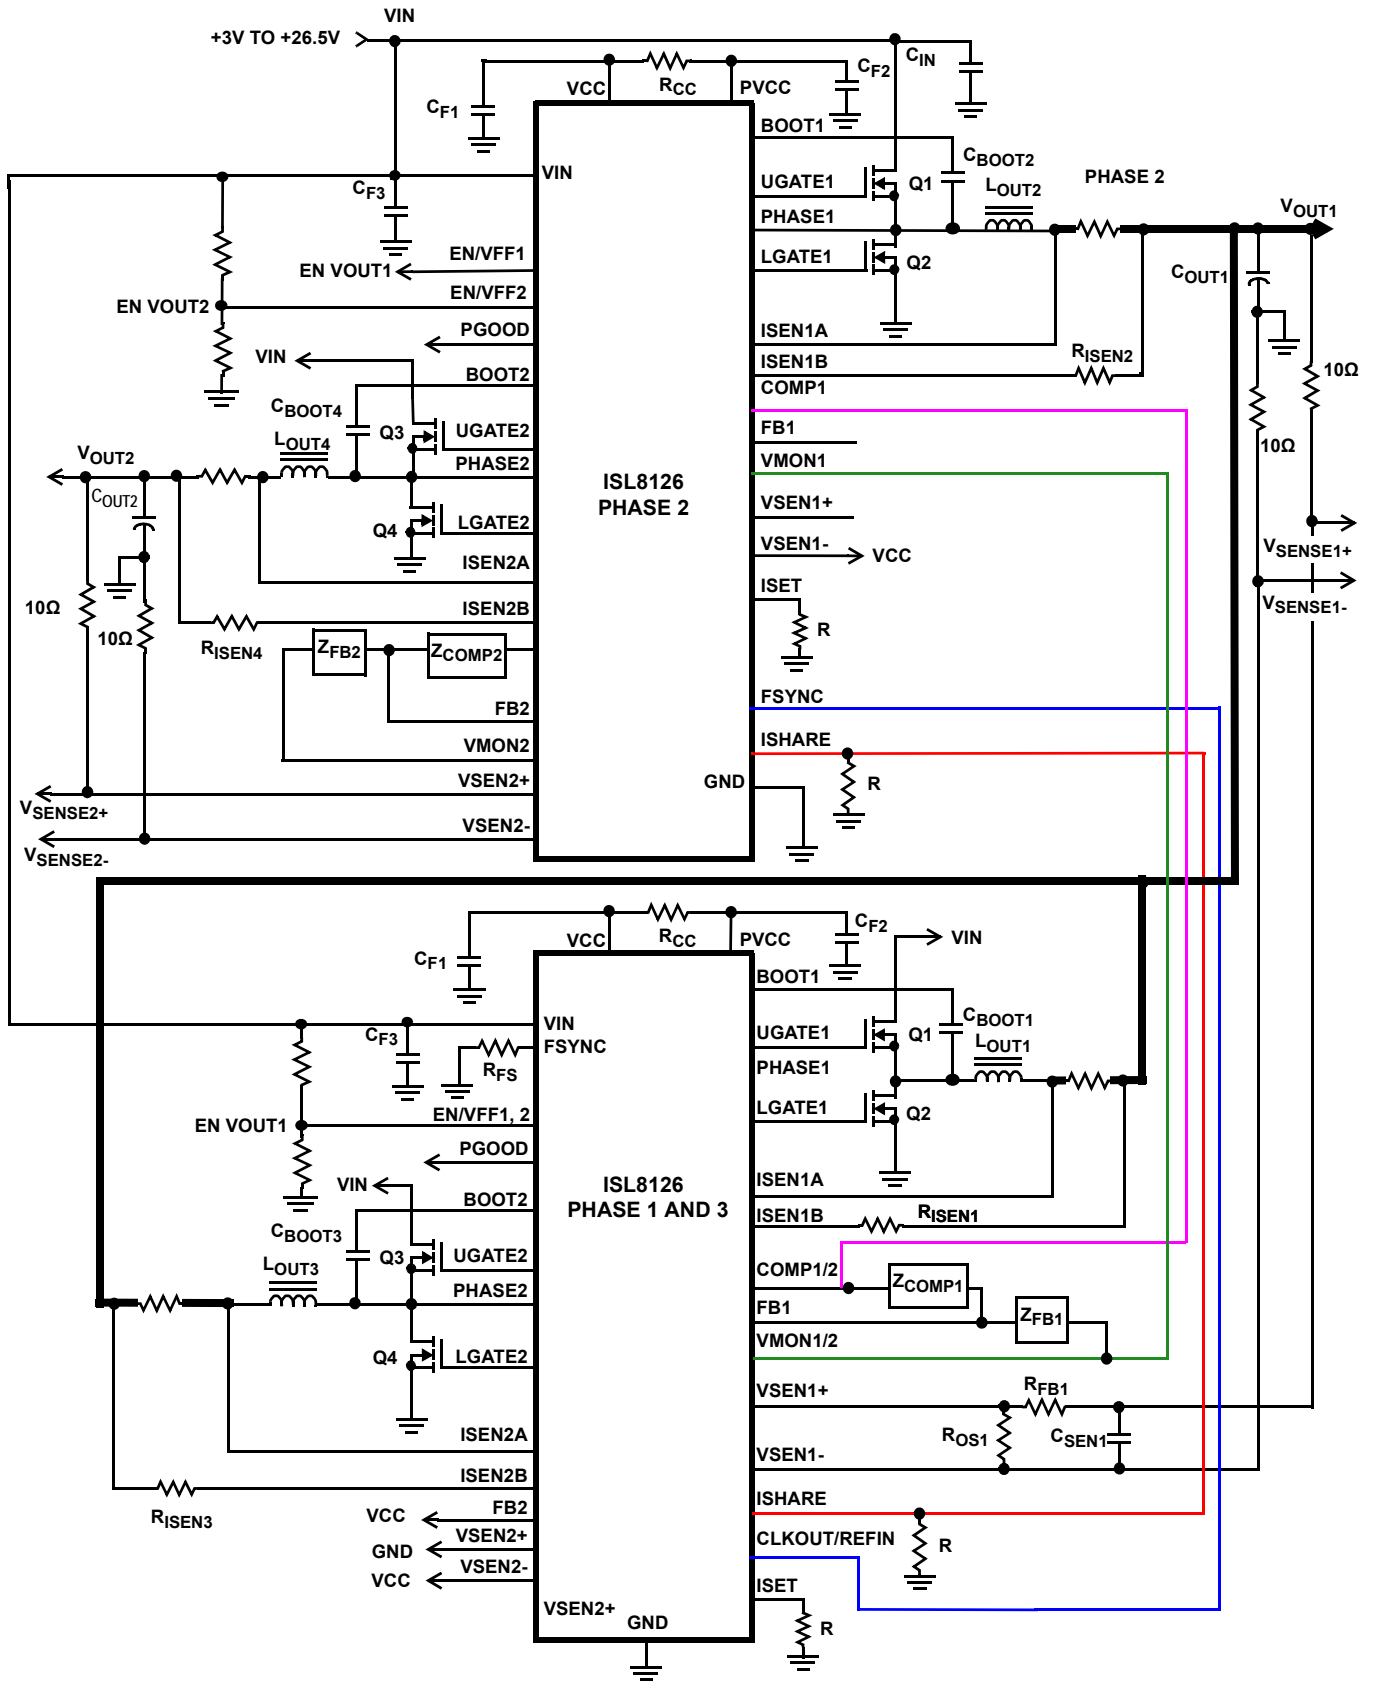 VIN
+3V TO +26.5V
CIN
CF2
VCC
RCC
PVCC
CF1
BOOT1
CBOOT2
VIN
CF3
UGATE1
Q1
LOUT2
PHASE 2
VOUT1
PHASE1
EN/VFF1
EN VOUT1
LGATE1
Q2
COUT1
EN/VFF2
EN VOUT2
PGOOD
ISEN1A
VIN
ISEN1B
RISEN2
10Ω
BOOT2
COMP1
CBOOT4
Q3
UGATE2
FB1
10Ω
LOUT4
VOUT2
PHASE2
VMON1
ISL8126
PHASE 2
COUT2
VSEN1+
Q4
LGATE2
VSEN1-
VCC
VSENSE1+
ISEN2A
ISET
VSENSE1-
10Ω
ISEN2B
R
10Ω
RISEN4
ZFB2
ZCOMP2
FSYNC
FB2
ISHARE
VMON2
R
VSEN2+
GND
VSENSE2+
VSEN2-
VSENSE2-
CF2
VCC
RCC
PVCC
VIN
CF1
BOOT1
CBOOT1
VIN
CF3
UGATE1
Q1
LOUT1
FSYNC
RFS
PHASE1
EN/VFF1, 2
EN VOUT1
LGATE1
Q2
PGOOD
ISL8126
PHASE 1 AND 3
VIN
ISEN1A
BOOT2
ISEN1B
RISEN1
CBOOT3
Q3
UGATE2
LOUT3
COMP1/2
ZCOMP1
PHASE2
FB1
ZFB1
VMON1/2
Q4
LGATE2
VSEN1+
RFB1
ISEN2A
ROS1
CSEN1
VSEN1-
ISEN2B
ISHARE
RISEN3
FB2
VCC
VSEN2+
CLKOUT/REFIN
R
GND
VSEN2-
VCC
ISET
VSEN2+
GND
R